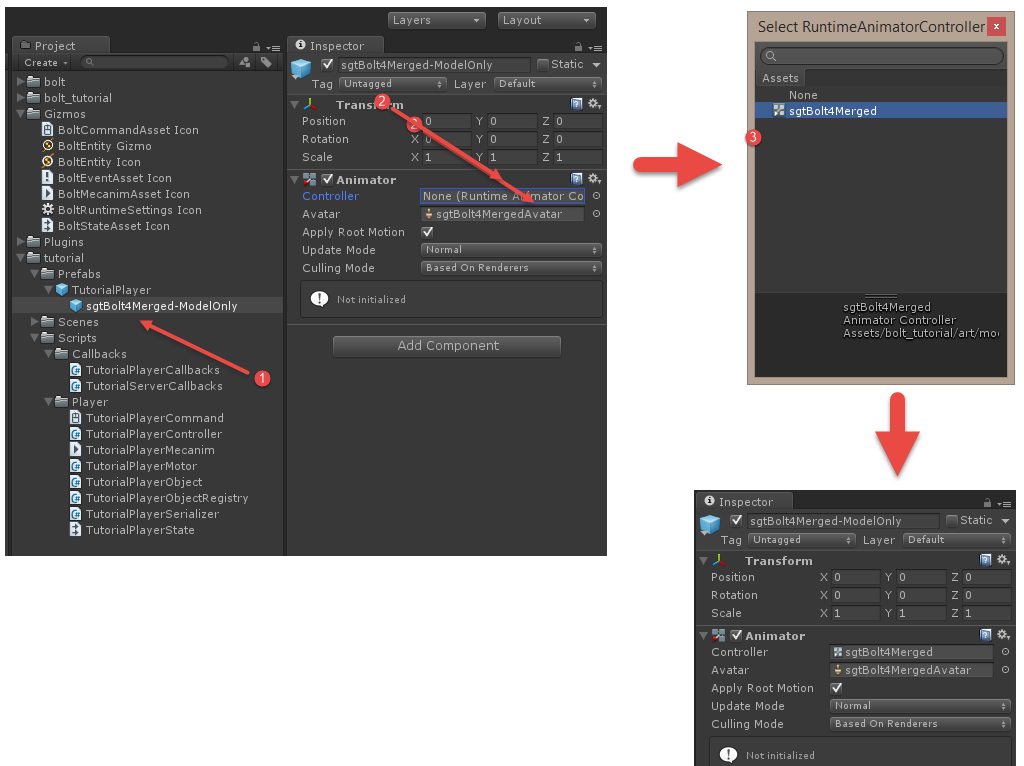 Layers
Layout
Project
Create
bolt
bolt_tutorial
Gizmos
BoltCommandAsset Icon
BoltEntity Gizmo
BoltEntity Icon
BoltEventAsset Icon
BoltMecanimAsset Icon
BoltRuntimeSettings Icon
BoltStateAsset Icon
Plugins
tutorial
Prefabs
TutorialPlayer
sgtBolt4Merged-ModelOnly
Scenes
Scripts
Callbacks
TutorialPlayerCallbacks
TutorialServerCallbacks
1
Player
TutorialPlayerCommand
TutorialPlayerController
TutorialPlayerMecanim
TutorialPlayerMotor
TutorialPlayerObject
TutorialPlayerObjectRegistry
TutorialPlayerSerializer
TutorialPlayerState
Inspector
sgtBolt4Merged-ModelOnly Static
Tag Untagged Layer Default
Transform
2
Position 2 0 Y 0 Z 0
Rotation X 0 Y 0 Z 0
Scale X 1 Y 1 Z 1
Animator
Controller None (Runtime Animator Co
Avatar sgtBolt4MergedAvatar
Apply Root Motion
Update Mode Normal
Culling Mode Based On Renderers
Not initialized
Add Component
Select RuntimeAnimatorController x
Assets
None
sgtBolt4Merged
3
sgtBolt4Merged
Animator Controller
Assets/bolt_tutorial/art/mo
Inspector
sgtBolt4Merged-ModelOnly Static
Tag Untagged Layer Default
Transform
Position X 0 Y 0 Z 0
Rotation X 0 Y 0 Z 0
Scale X 1 Y 1 Z 1
Animator
Controller sgtBolt4Merged
Avatar sgtBolt4MergedAvatar
Apply Root Motion
Update Mode Normal
Culling Mode Based On Renderers
Not initialized